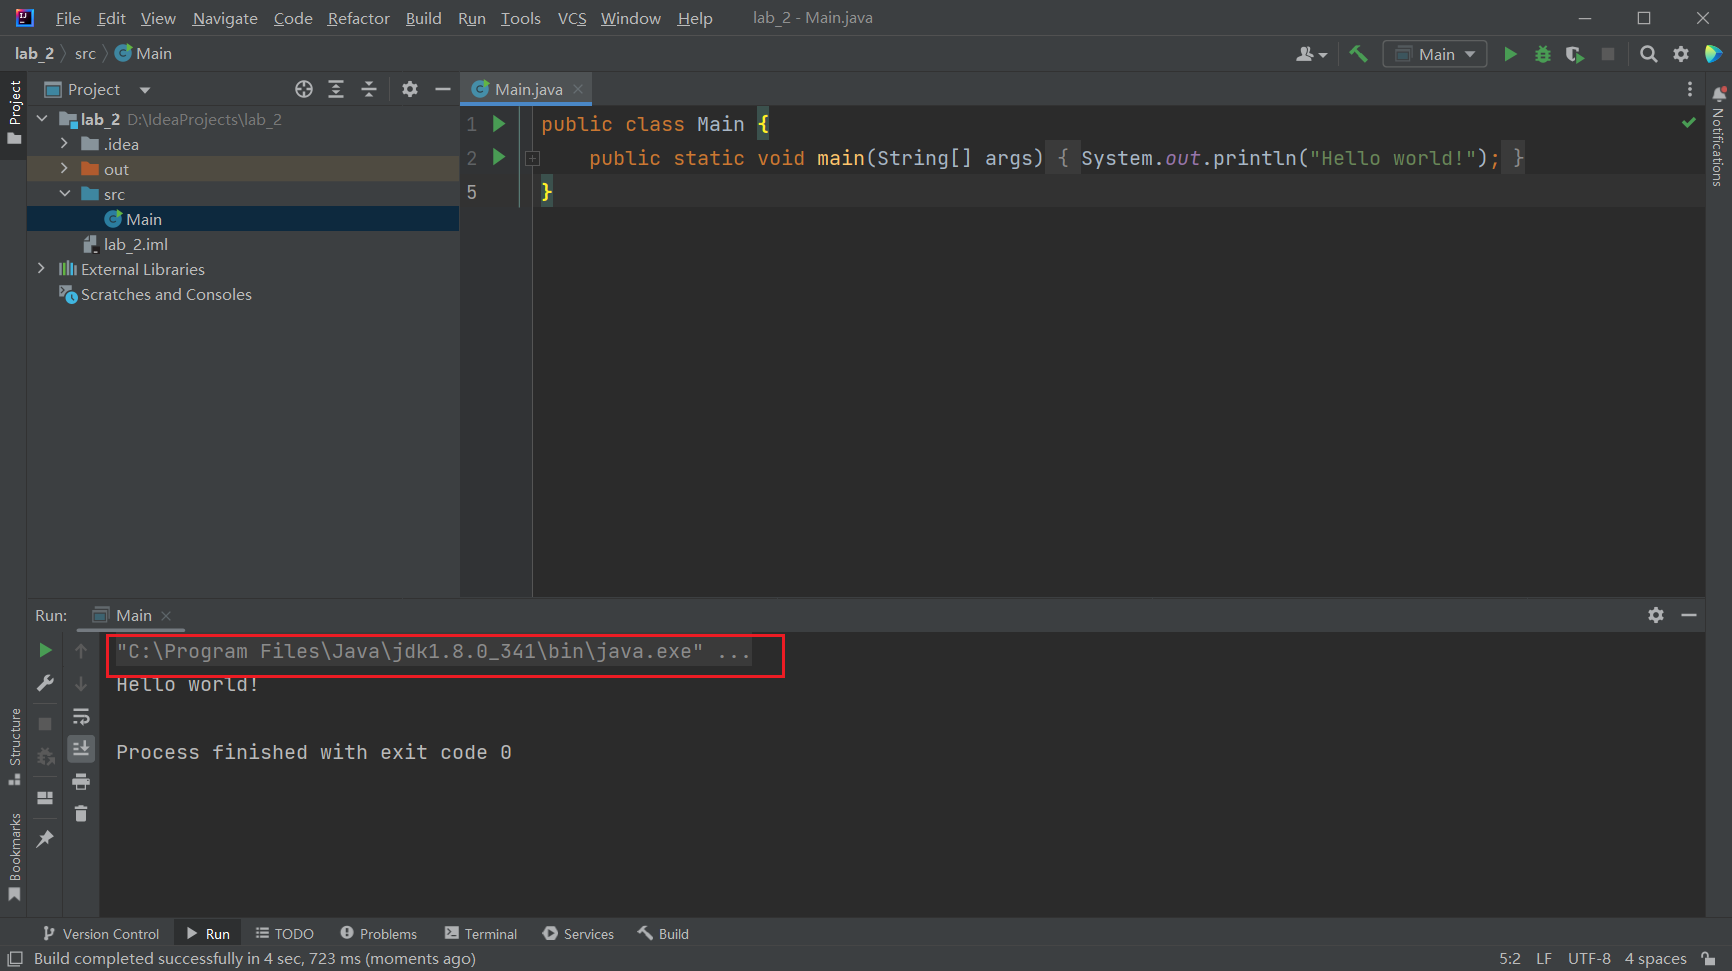 File Edit View Navigate Code Refactor Build Run Tools VCS Window Help lab_2 - Main.java
lab_2 src Main
Main
Project
Project
Main.java
Notifications
lab_2 D:\IdeaProjects\lab_2
.idea
out
src
Main
lab_2.iml
External Libraries
Scratches and Consoles
1 public class Main {
2 public static void main(String[] args) { System.out.println("Hello world!"); }
5 }
Run: Main
"C:\Program Files\Java\jdk1.8.0_341\bin\java.exe" ...
Hello world!
Process finished with exit code 0
Structure
Bookmarks
Version Control Run TODO Problems Terminal Services Build
Build completed successfully in 4 sec, 723 ms (moments ago) 5:2 LF UTF-8 4 spaces